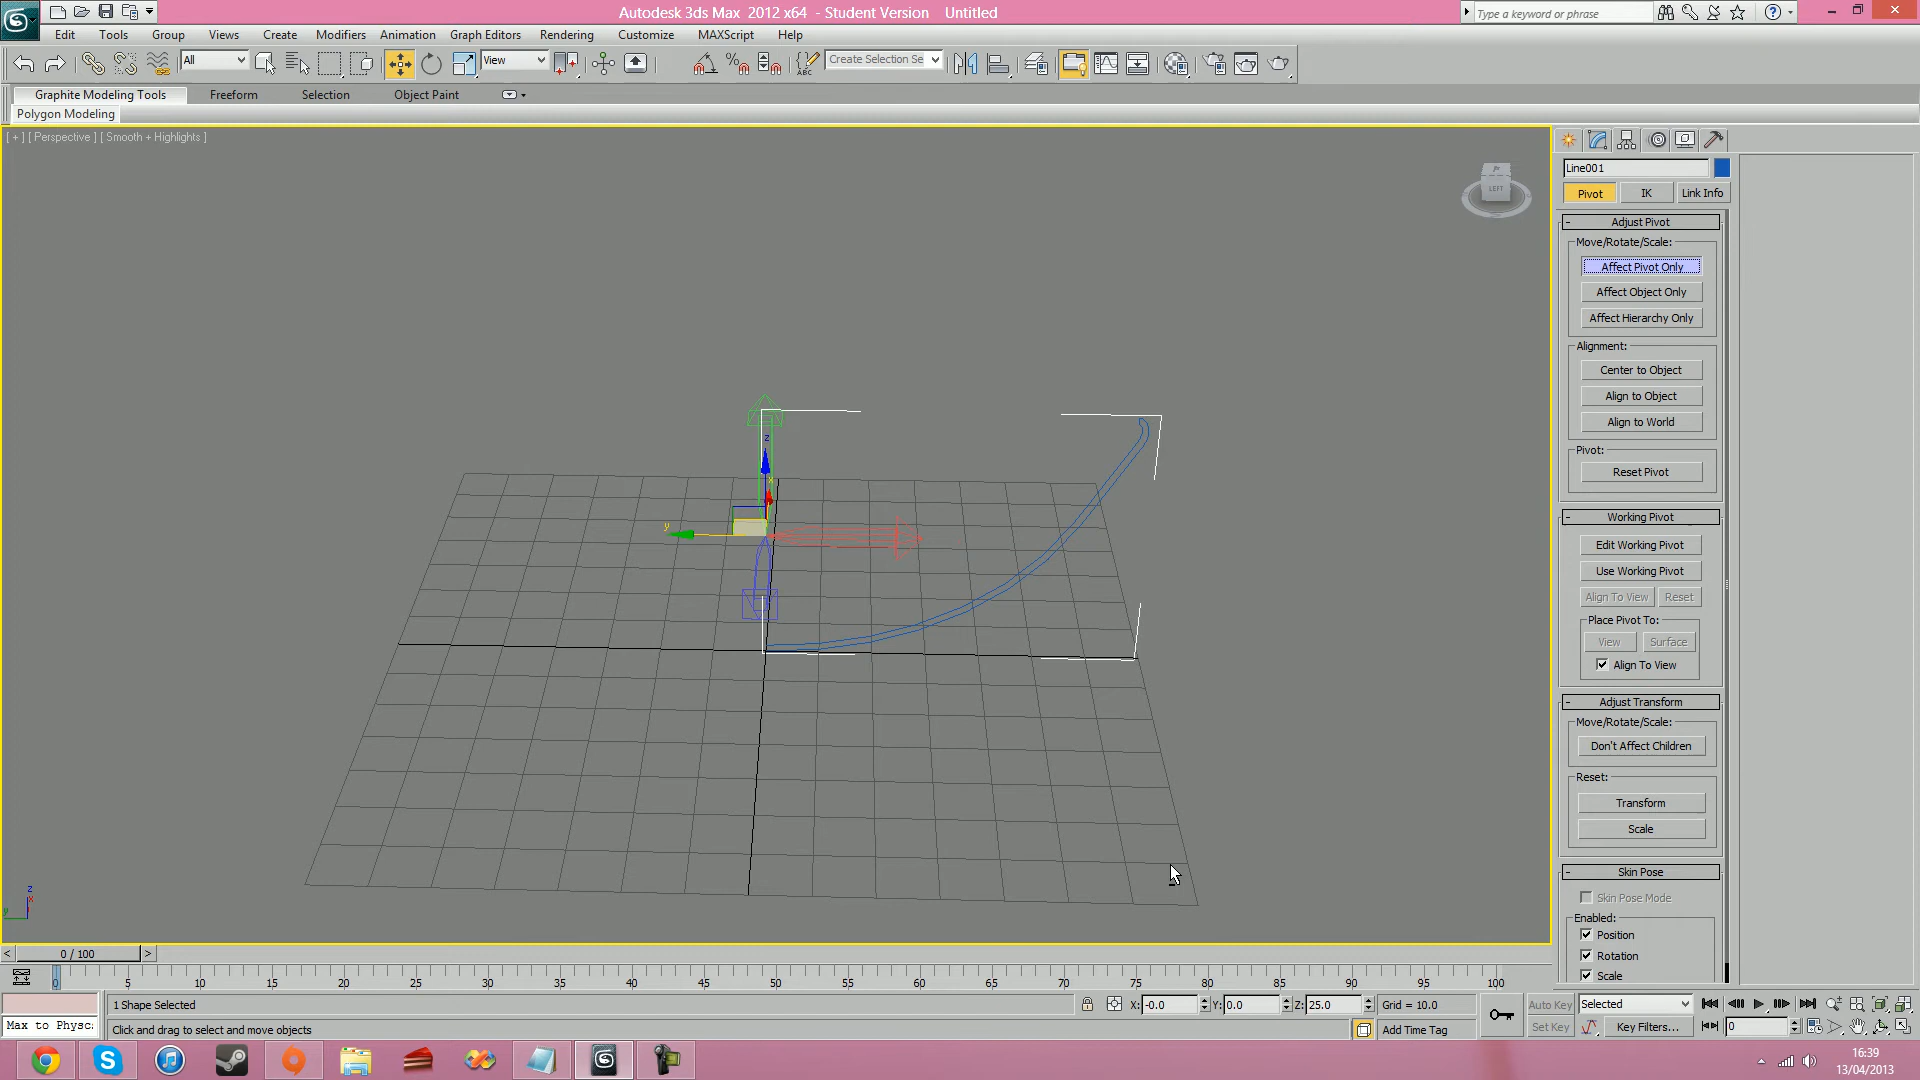 Autodesk 3ds Max 2012 x64 - Student Version Untitled
Type a keyword or phrase
Edit Tools Group Views Create Modifiers Animation Graph Editors Rendering Customize MAXScript Help
All View Create Selection Se
Graphite Modeling Tools Freeform Selection Object Paint
Polygon Modeling
[ + ] [ Perspective ] [ Smooth + Highlights ]
LEFT
Line001
Pivot IK Link Info
- Adjust Pivot
Move/Rotate/Scale:
Affect Pivot Only
Affect Object Only
Affect Hierarchy Only
Alignment:
Center to Object
Align to Object
Align to World
Pivot:
Reset Pivot
- Working Pivot
Edit Working Pivot
Use Working Pivot
Align To View Reset
Place Pivot To:
View Surface
Align To View
- Adjust Transform
Move/Rotate/Scale:
Don't Affect Children
Reset:
Transform
Scale
- Skin Pose
Skin Pose Mode
Enabled:
Position
Rotation
Scale
z
x
y
z
x
y
< 0 / 100 >
0 5 10 15 20 25 30 35 40 45 50 55 60 65 70 75 80 85 90 95 100
1 Shape Selected X: -0.0 Y: 0.0 Z: 25.0 Grid = 10.0 Auto Key Selected
Max to Physc: Click and drag to select and move objects Add Time Tag Set Key Key Filters... 0
16:39
13/04/2013